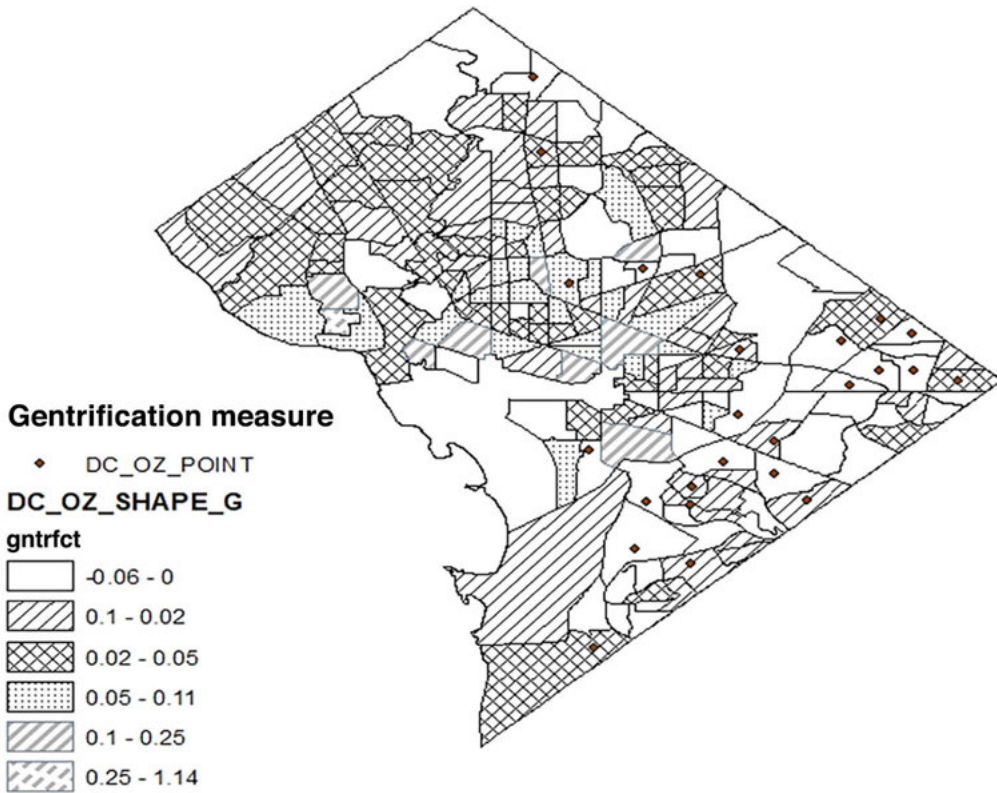 Gentrification measure
DC_OZ_POINT
DC_OZ_SHAPE_G
gntrfct
-0.06 - 0
0.1 - 0.02
0.02 - 0.05
0.05 - 0.11
0.1 - 0.25
0.25 - 1.14